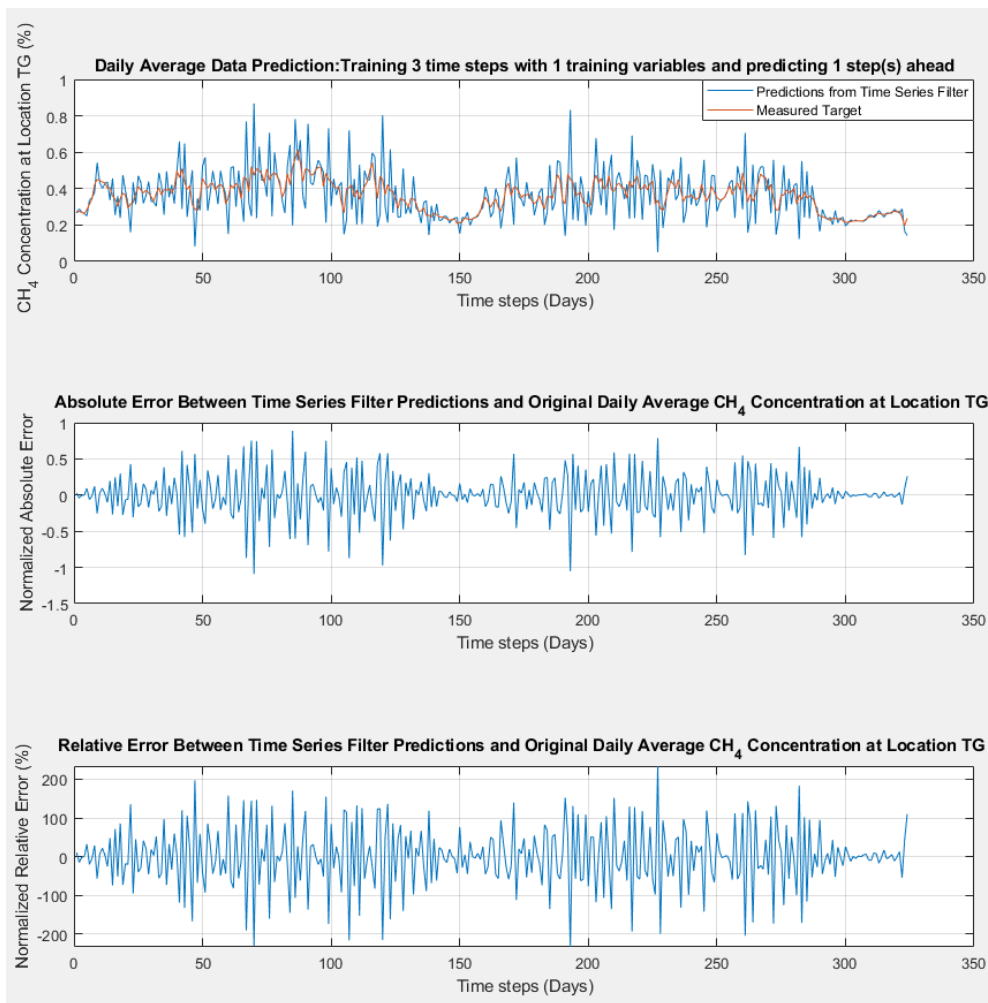 Daily Average Data Prediction:Training 3 time steps with 1 training variables and predicting 1 step(s) ahead
CH4 Concentration at Location TG (%)
Predictions from Time Series Filter
Measured Target
1
0.8
0.6
0.4
0.2
0
0 50 100 150 200 250 300 350
Time steps (Days)
Absolute Error Between Time Series Filter Predictions and Original Daily Average CH4 Concentration at Location TG
Normalized Absolute Error
1
0.5
0
-0.5
-1
-1.5
0 50 100 150 200 250 300 350
Time steps (Days)
Relative Error Between Time Series Filter Predictions and Original Daily Average CH4 Concentration at Location TG
Normalized Relative Error (%)
200
100
0
-100
-200
0 50 100 150 200 250 300 350
Time steps (Days)